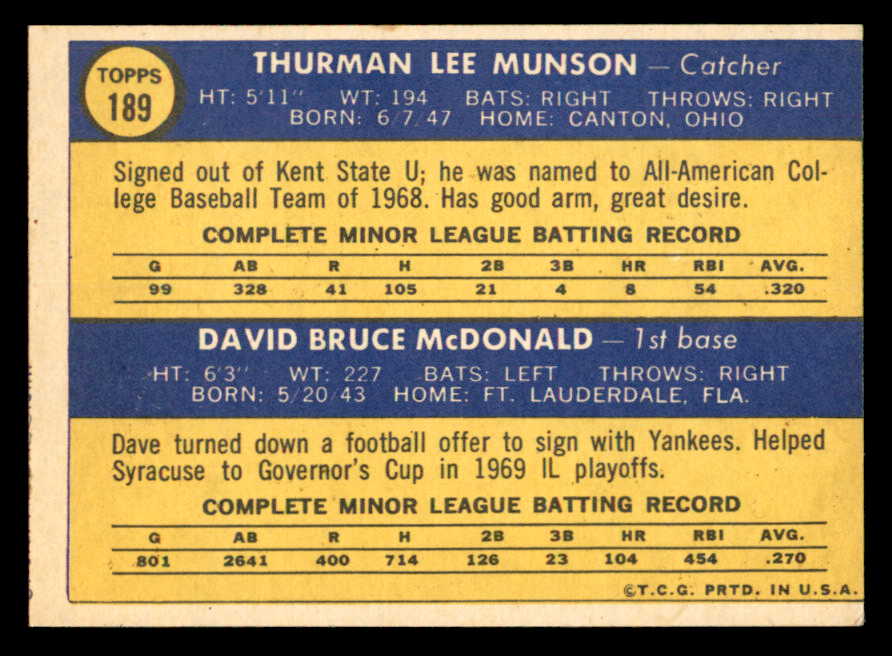 TOPPS
189
THURMAN LEE MUNSON — Catcher
HT: 5'11" WT: 194 BATS: RIGHT THROWS: RIGHT
BORN: 6/7/47 HOME: CANTON, OHIO
Signed out of Kent State U; he was named to All-American Col-
lege Baseball Team of 1968. Has good arm, great desire.
COMPLETE MINOR LEAGUE BATTING RECORD
G AB R H 2B 3B HR RBI AVG.
99 328 41 105 21 4 8 54 .320
DAVID BRUCE McDONALD — 1st base
HT: 6'3" WT: 227 BATS: LEFT THROWS: RIGHT
BORN: 5/20/43 HOME: FT. LAUDERDALE, FLA.
Dave turned down a football offer to sign with Yankees. Helped
Syracuse to Governor's Cup in 1969 IL playoffs.
COMPLETE MINOR LEAGUE BATTING RECORD
G AB R H 2B 3B HR RBI AVG.
801 2641 400 714 126 23 104 454 .270
©T.C.G. PRTD. IN U.S.A.